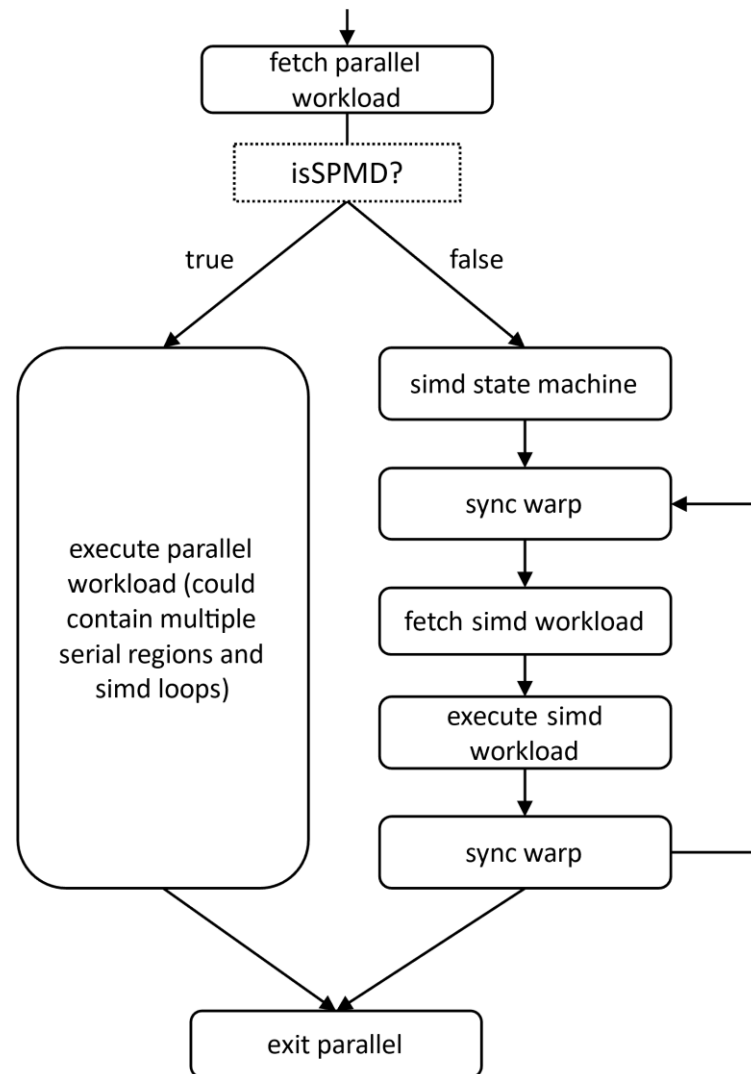 fetch parallel
workload
isSPMD?
true
false
simd state machine
sync warp
execute parallel
workload (could
contain multiple
serial regions and
simd loops)
fetch simd workload
execute simd
workload
sync warp
exit parallel